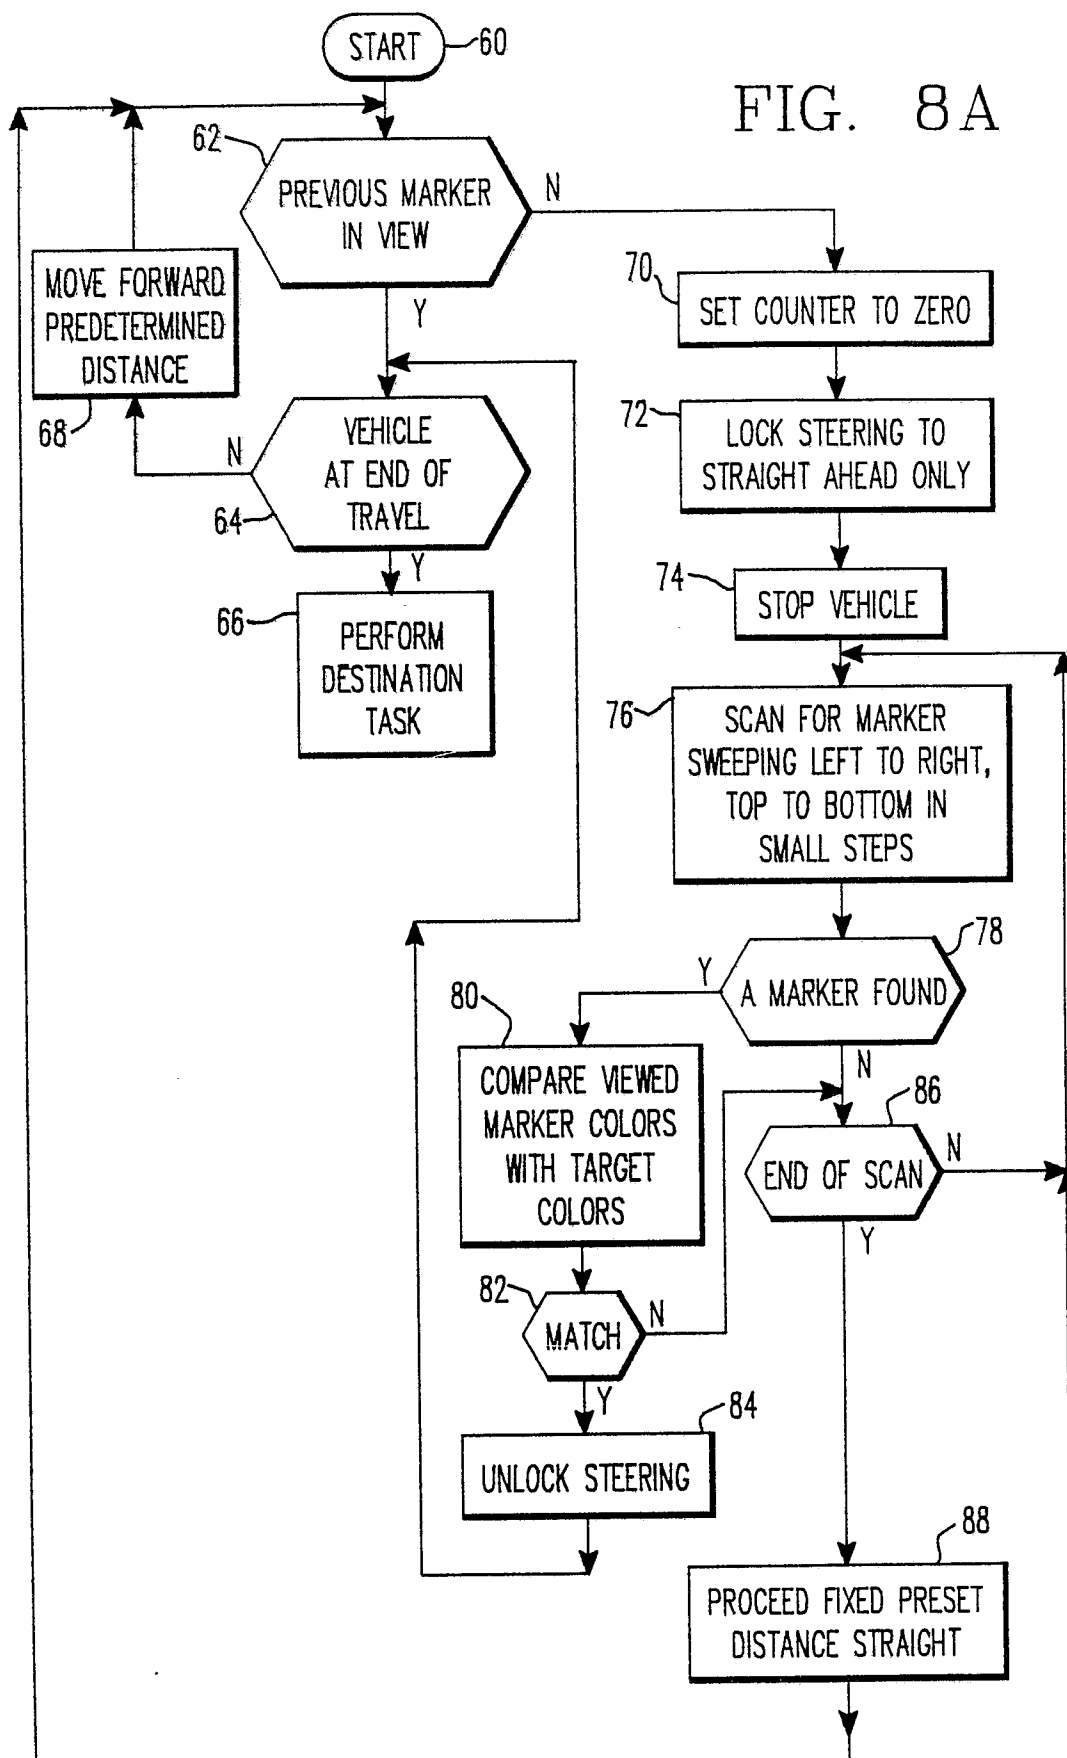 START
60
FIG. 8A
62
PREVIOUS MARKER
IN VIEW
N
Y
MOVE FORWARD
PREDETERMINED
DISTANCE
68
70
SET COUNTER TO ZERO
72
LOCK STEERING TO
STRAIGHT AHEAD ONLY
VEHICLE
AT END OF
TRAVEL
N
64
Y
66
PERFORM
DESTINATION
TASK
74
STOP VEHICLE
76
SCAN FOR MARKER
SWEEPING LEFT TO RIGHT,
TOP TO BOTTOM IN
SMALL STEPS
78
A MARKER FOUND
Y
N
80
COMPARE VIEWED
MARKER COLORS
WITH TARGET
COLORS
86
END OF SCAN
N
Y
82
MATCH
N
Y
84
UNLOCK STEERING
88
PROCEED FIXED PRESET
DISTANCE STRAIGHT